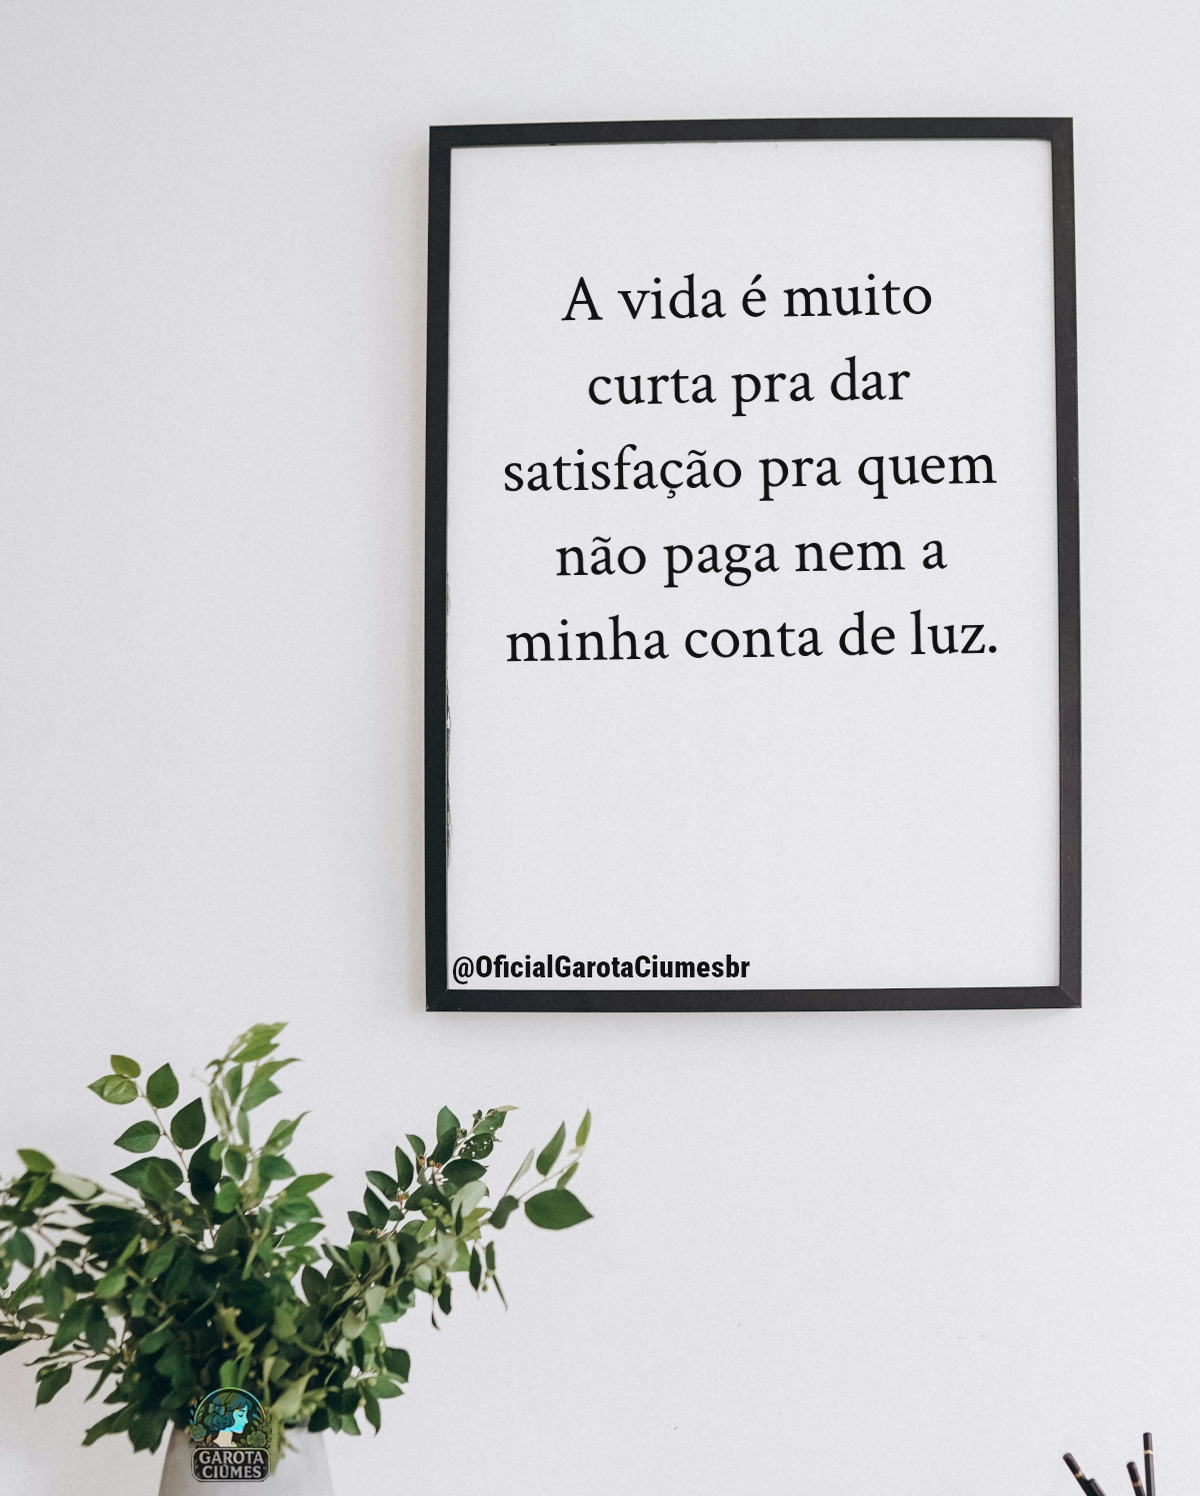 A vida é muito
curta pra dar
satisfação pra quem
não paga nem a
minha conta de luz.
@OficialGarotaCiumesbr
GAROTA
CIÚMES